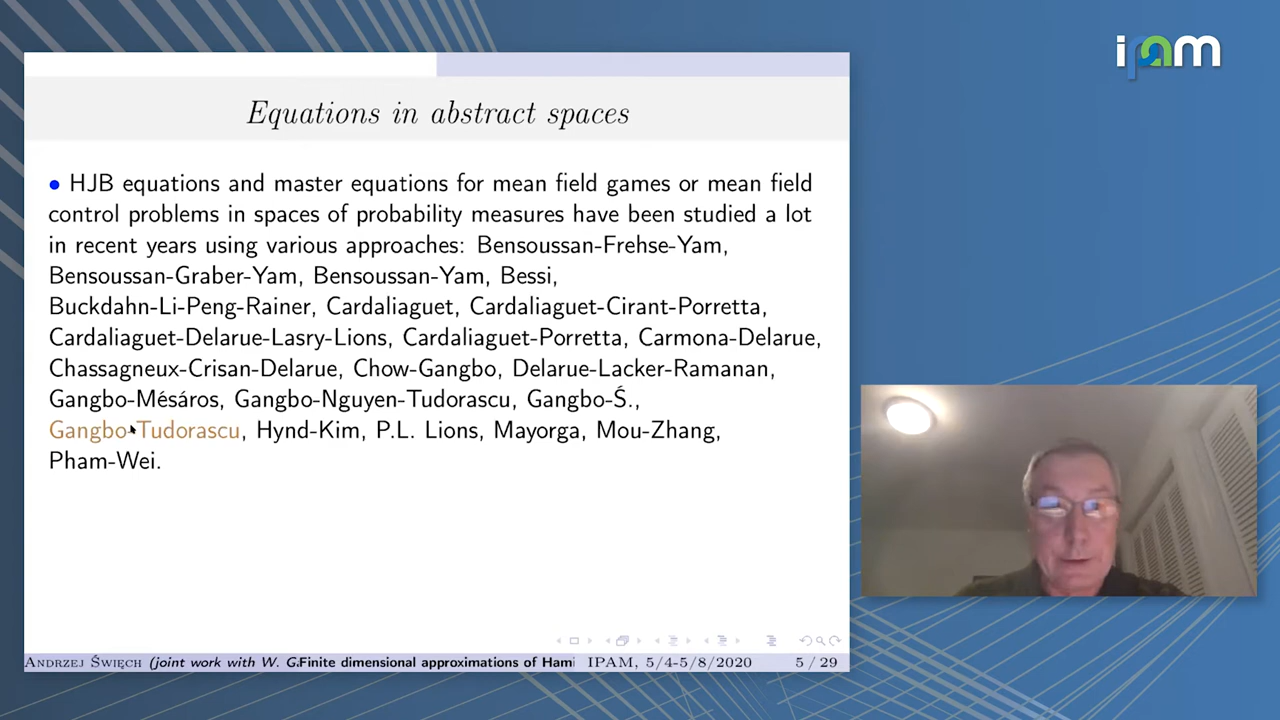 ipam
Equations in abstract spaces
• HJB equations and master equations for mean field games or mean field
control problems in spaces of probability measures have been studied a lot
in recent years using various approaches: Bensoussan-Frehse-Yam,
Bensoussan-Graber-Yam, Bensoussan-Yam, Bessi,
Buckdahn-Li-Peng-Rainer, Cardaliaguet, Cardaliaguet-Cirant-Porretta,
Cardaliaguet-Delarue-Lasry-Lions, Cardaliaguet-Porretta, Carmona-Delarue,
Chassagneux-Crisan-Delarue, Chow-Gangbo, Delarue-Lacker-Ramanan,
Gangbo-Mésáros, Gangbo-Nguyen-Tudorascu, Gangbo-Ś.,
Gangbo-Tudorascu, Hynd-Kim, P.L. Lions, Mayorga, Mou-Zhang,
Pham-Wei.
Andrzej Święch (joint work with W. G.Finite dimensional approximations of Hami IPAM, 5/4-5/8/2020 5 / 29